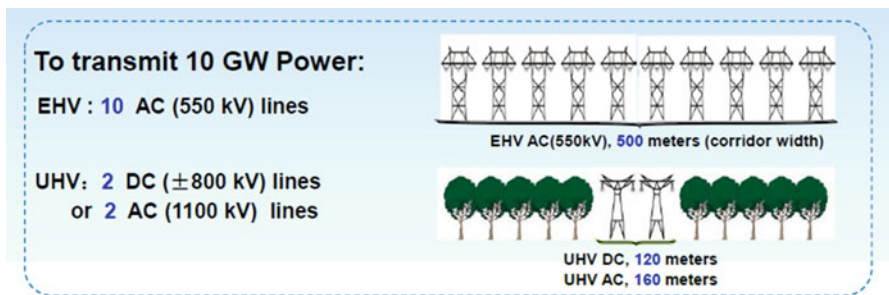 To transmit 10 GW Power:
EHV : 10 AC (550 kV) lines
EHV AC(550kV), 500 meters (corridor width)
UHV: 2 DC (±800 kV) lines
or 2 AC (1100 kV) lines
UHV DC, 120 meters
UHV AC, 160 meters